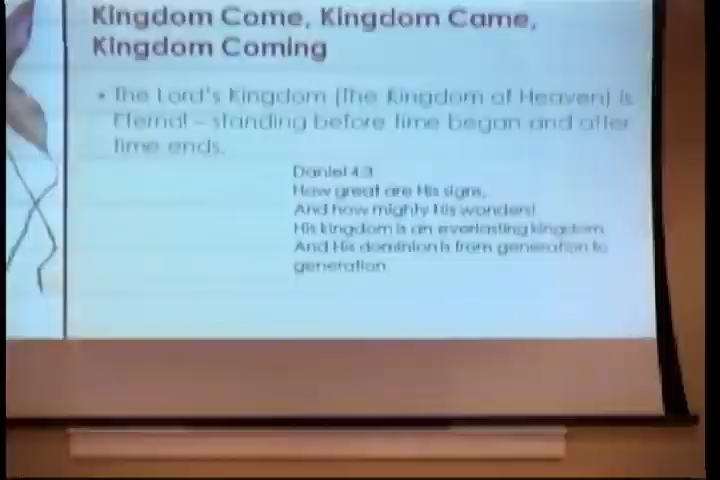 Kingdom Come, Kingdom Came,
Kingdom Coming
• The Lord's Kingdom (The Kingdom of Heaven) is
Eternal – standing before time began and after
time ends.
Daniel 4:3
How great are His signs,
And how mighty His wonders!
His kingdom is an everlasting kingdom
And His dominion is from generation to
generation.